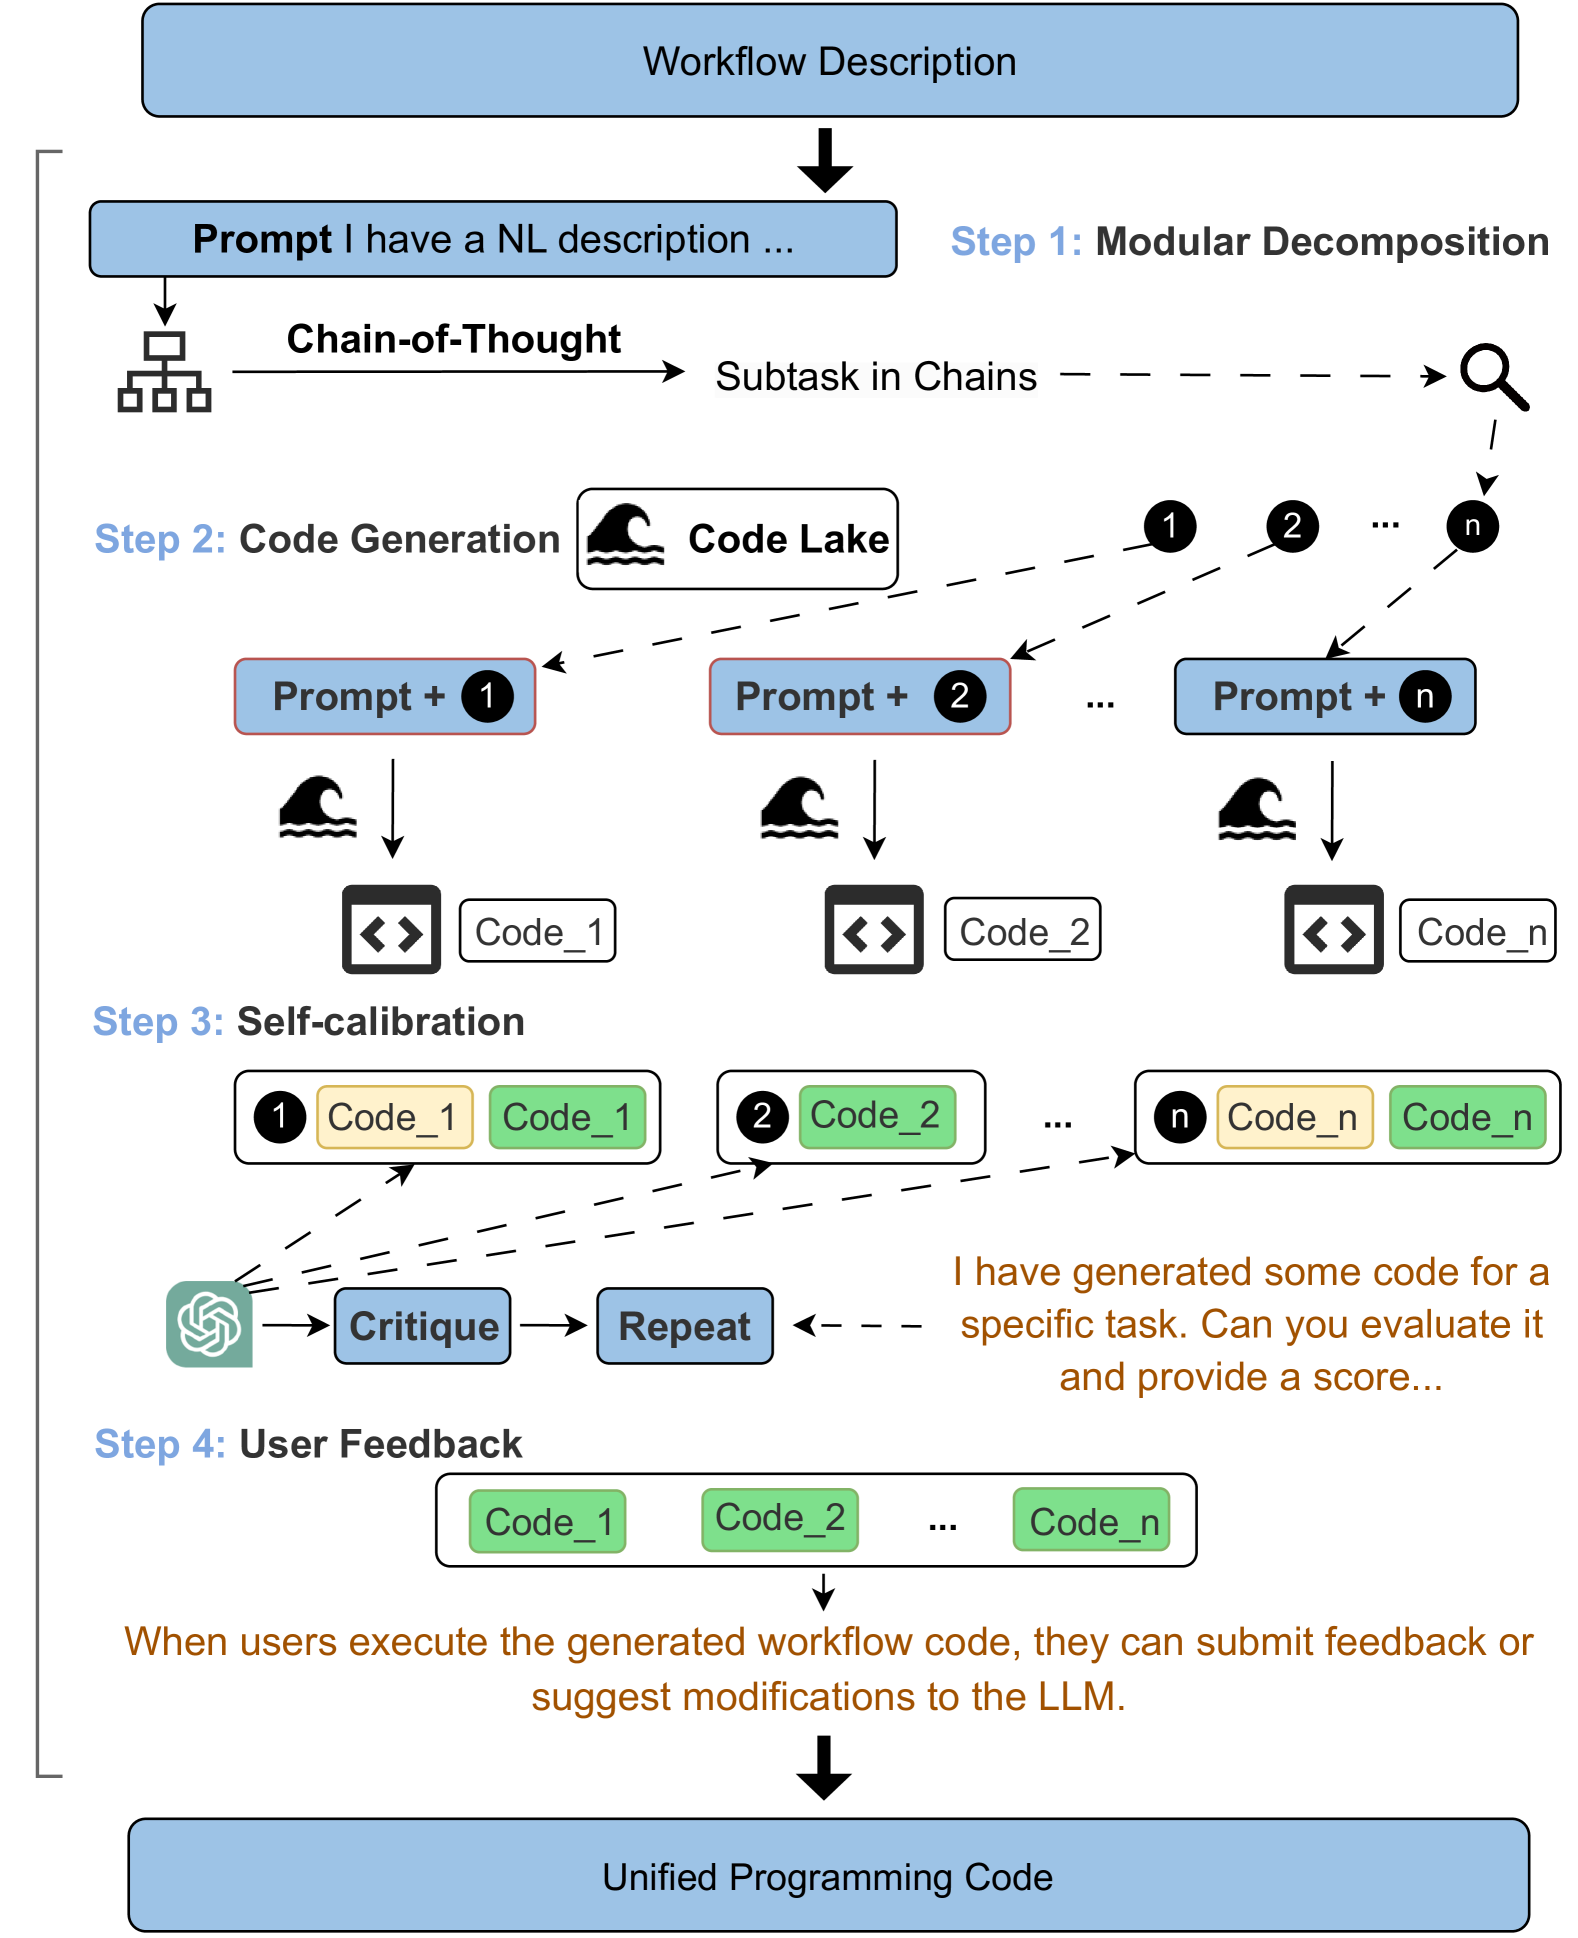 Workflow Description
Prompt I have a NL description ...
Step 1: Modular Decomposition
Chain-of-Thought
Subtask in Chains
Step 2: Code Generation
Code Lake
1 2 ... n
Prompt + 1
Prompt + 2
...
Prompt + n
Code_1
Code_2
Code_n
Step 3: Self-calibration
1 Code_1 Code_1
2 Code_2
...
n Code_n Code_n
Critique
Repeat
I have generated some code for a
specific task. Can you evaluate it
and provide a score...
Step 4: User Feedback
Code_1 Code_2 ... Code_n
When users execute the generated workflow code, they can submit feedback or
suggest modifications to the LLM.
Unified Programming Code